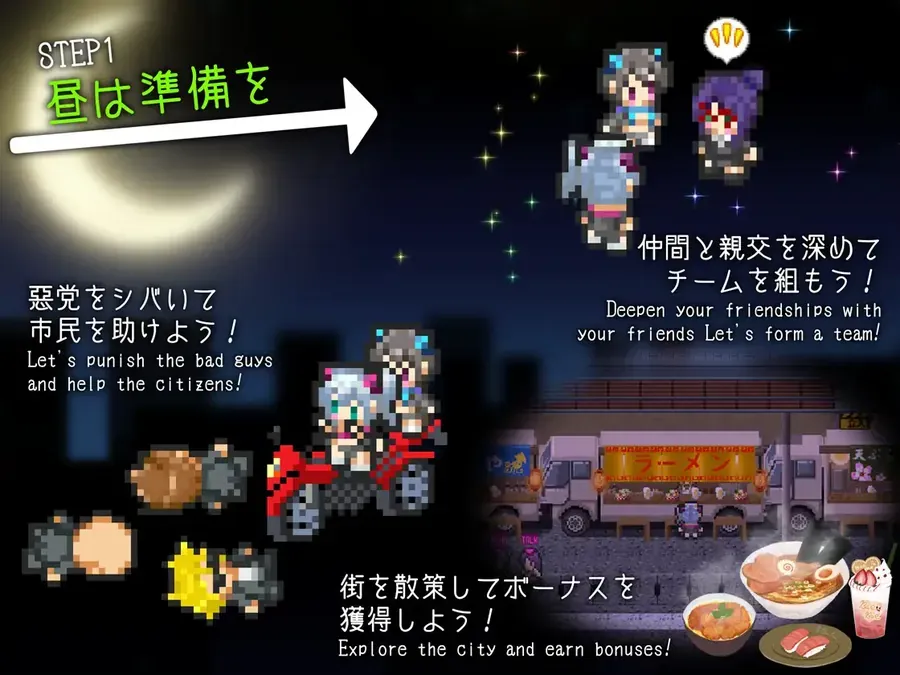 STEP1
昼は準備を
仲間と親交を深めて
チームを組もう！
Deepen your friendships with
your friends Let's form a team!
惡党をシバいて
市民を助けよう！
Let's punish the bad guys
and help the citizens!
ラーメン
天ぷ
TALK
街を散策してボーナスを
獲得しよう！
Explore the city and earn bonuses!